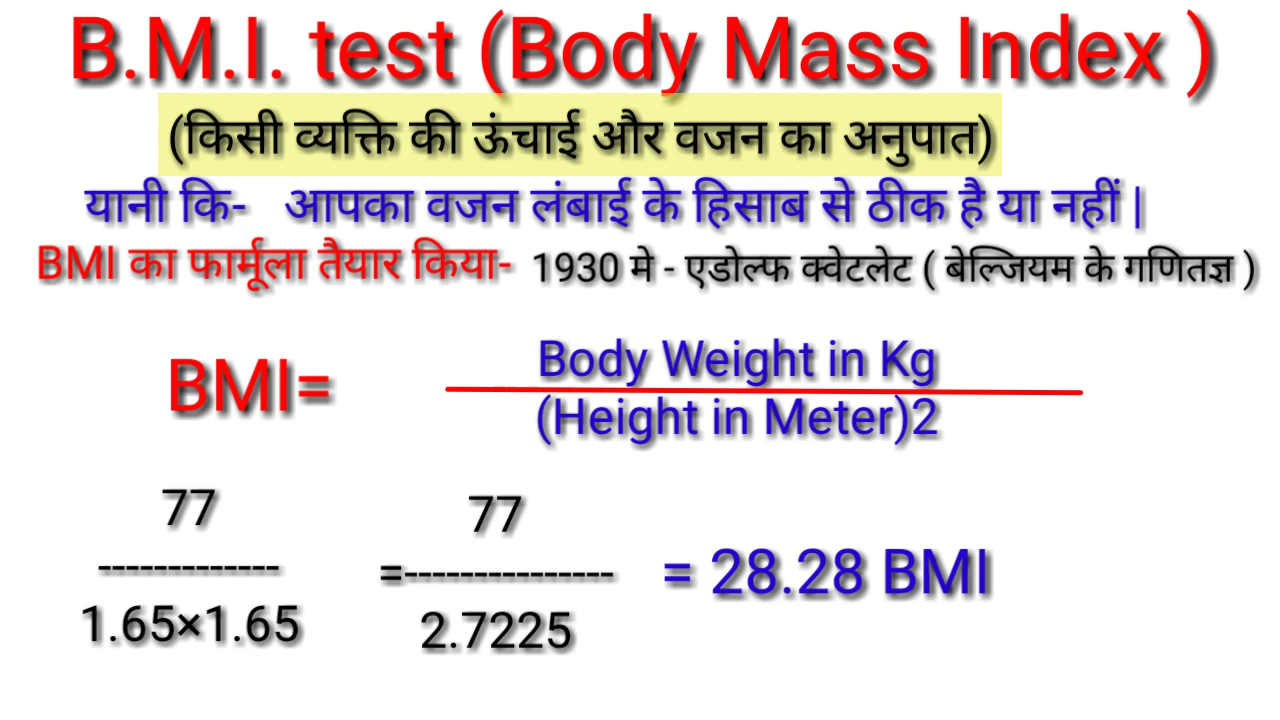 B.M.I. test (Body Mass Index )
(किसी व्यक्ति की ऊंचाई और वजन का अनुपात)
यानी कि- आपका वजन लंबाई के हिसाब से ठीक है या नहीं |
BMI का फार्मूला तैयार किया- 1930 मे - एडोल्फ क्वेटलेट ( बेल्जियम के गणितज्ञ )
Body Weight in Kg
BMI=
(Height in Meter)2
77 77
------------- =--------------- = 28.28 BMI
1.65×1.65 2.7225